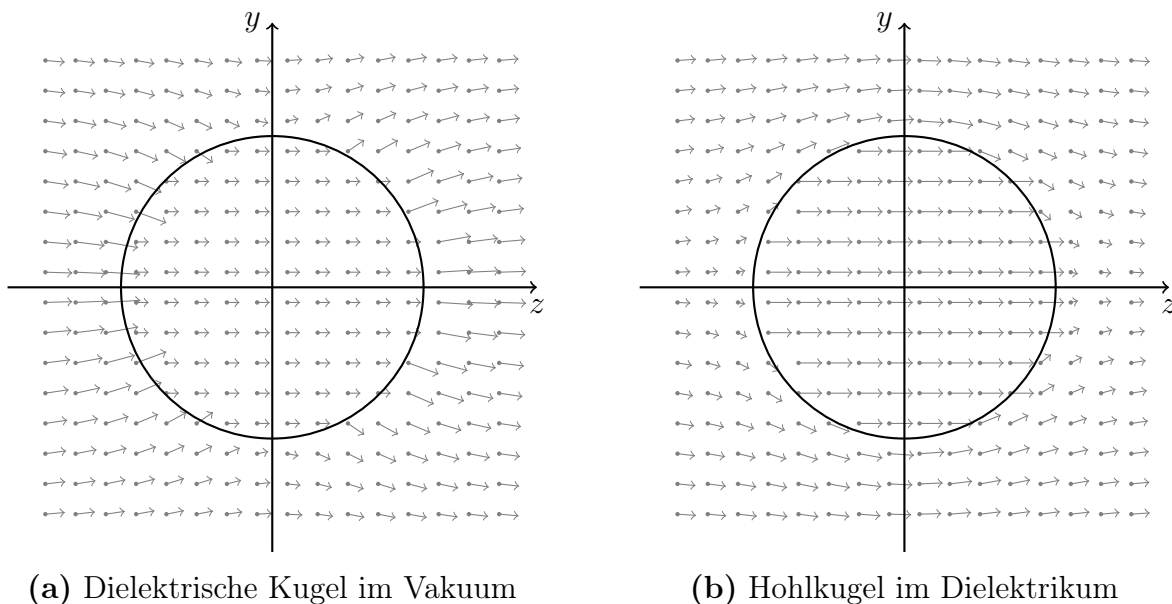 y
z
(a) Dielektrische Kugel im Vakuum
y
z
(b) Hohlkugel im Dielektrikum